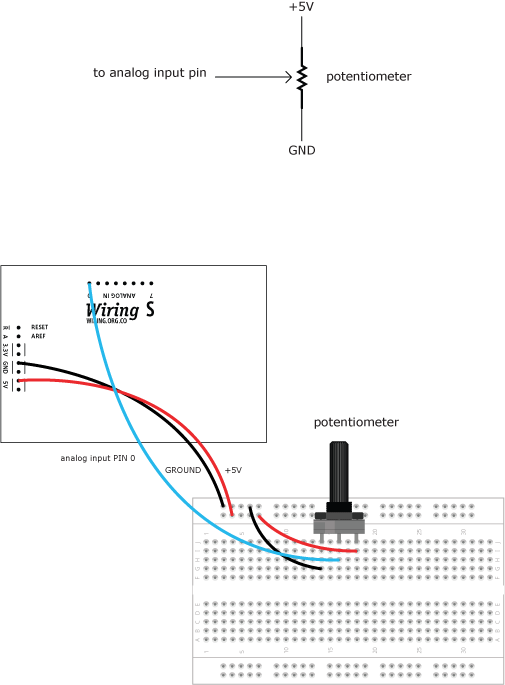 +5V
to analog input pin
potentiometer
GND
0 ANALOG IN 7
Wiring S
WIRING.ORG.CO
RESET
A AREF
3.3V
GND
5V
potentiometer
analog input PIN 0
GROUND
+5V
1 5 10 15 20 25 30
J
I
H
G
F
E
D
C
B
A
1 5 10 15 20 25 30